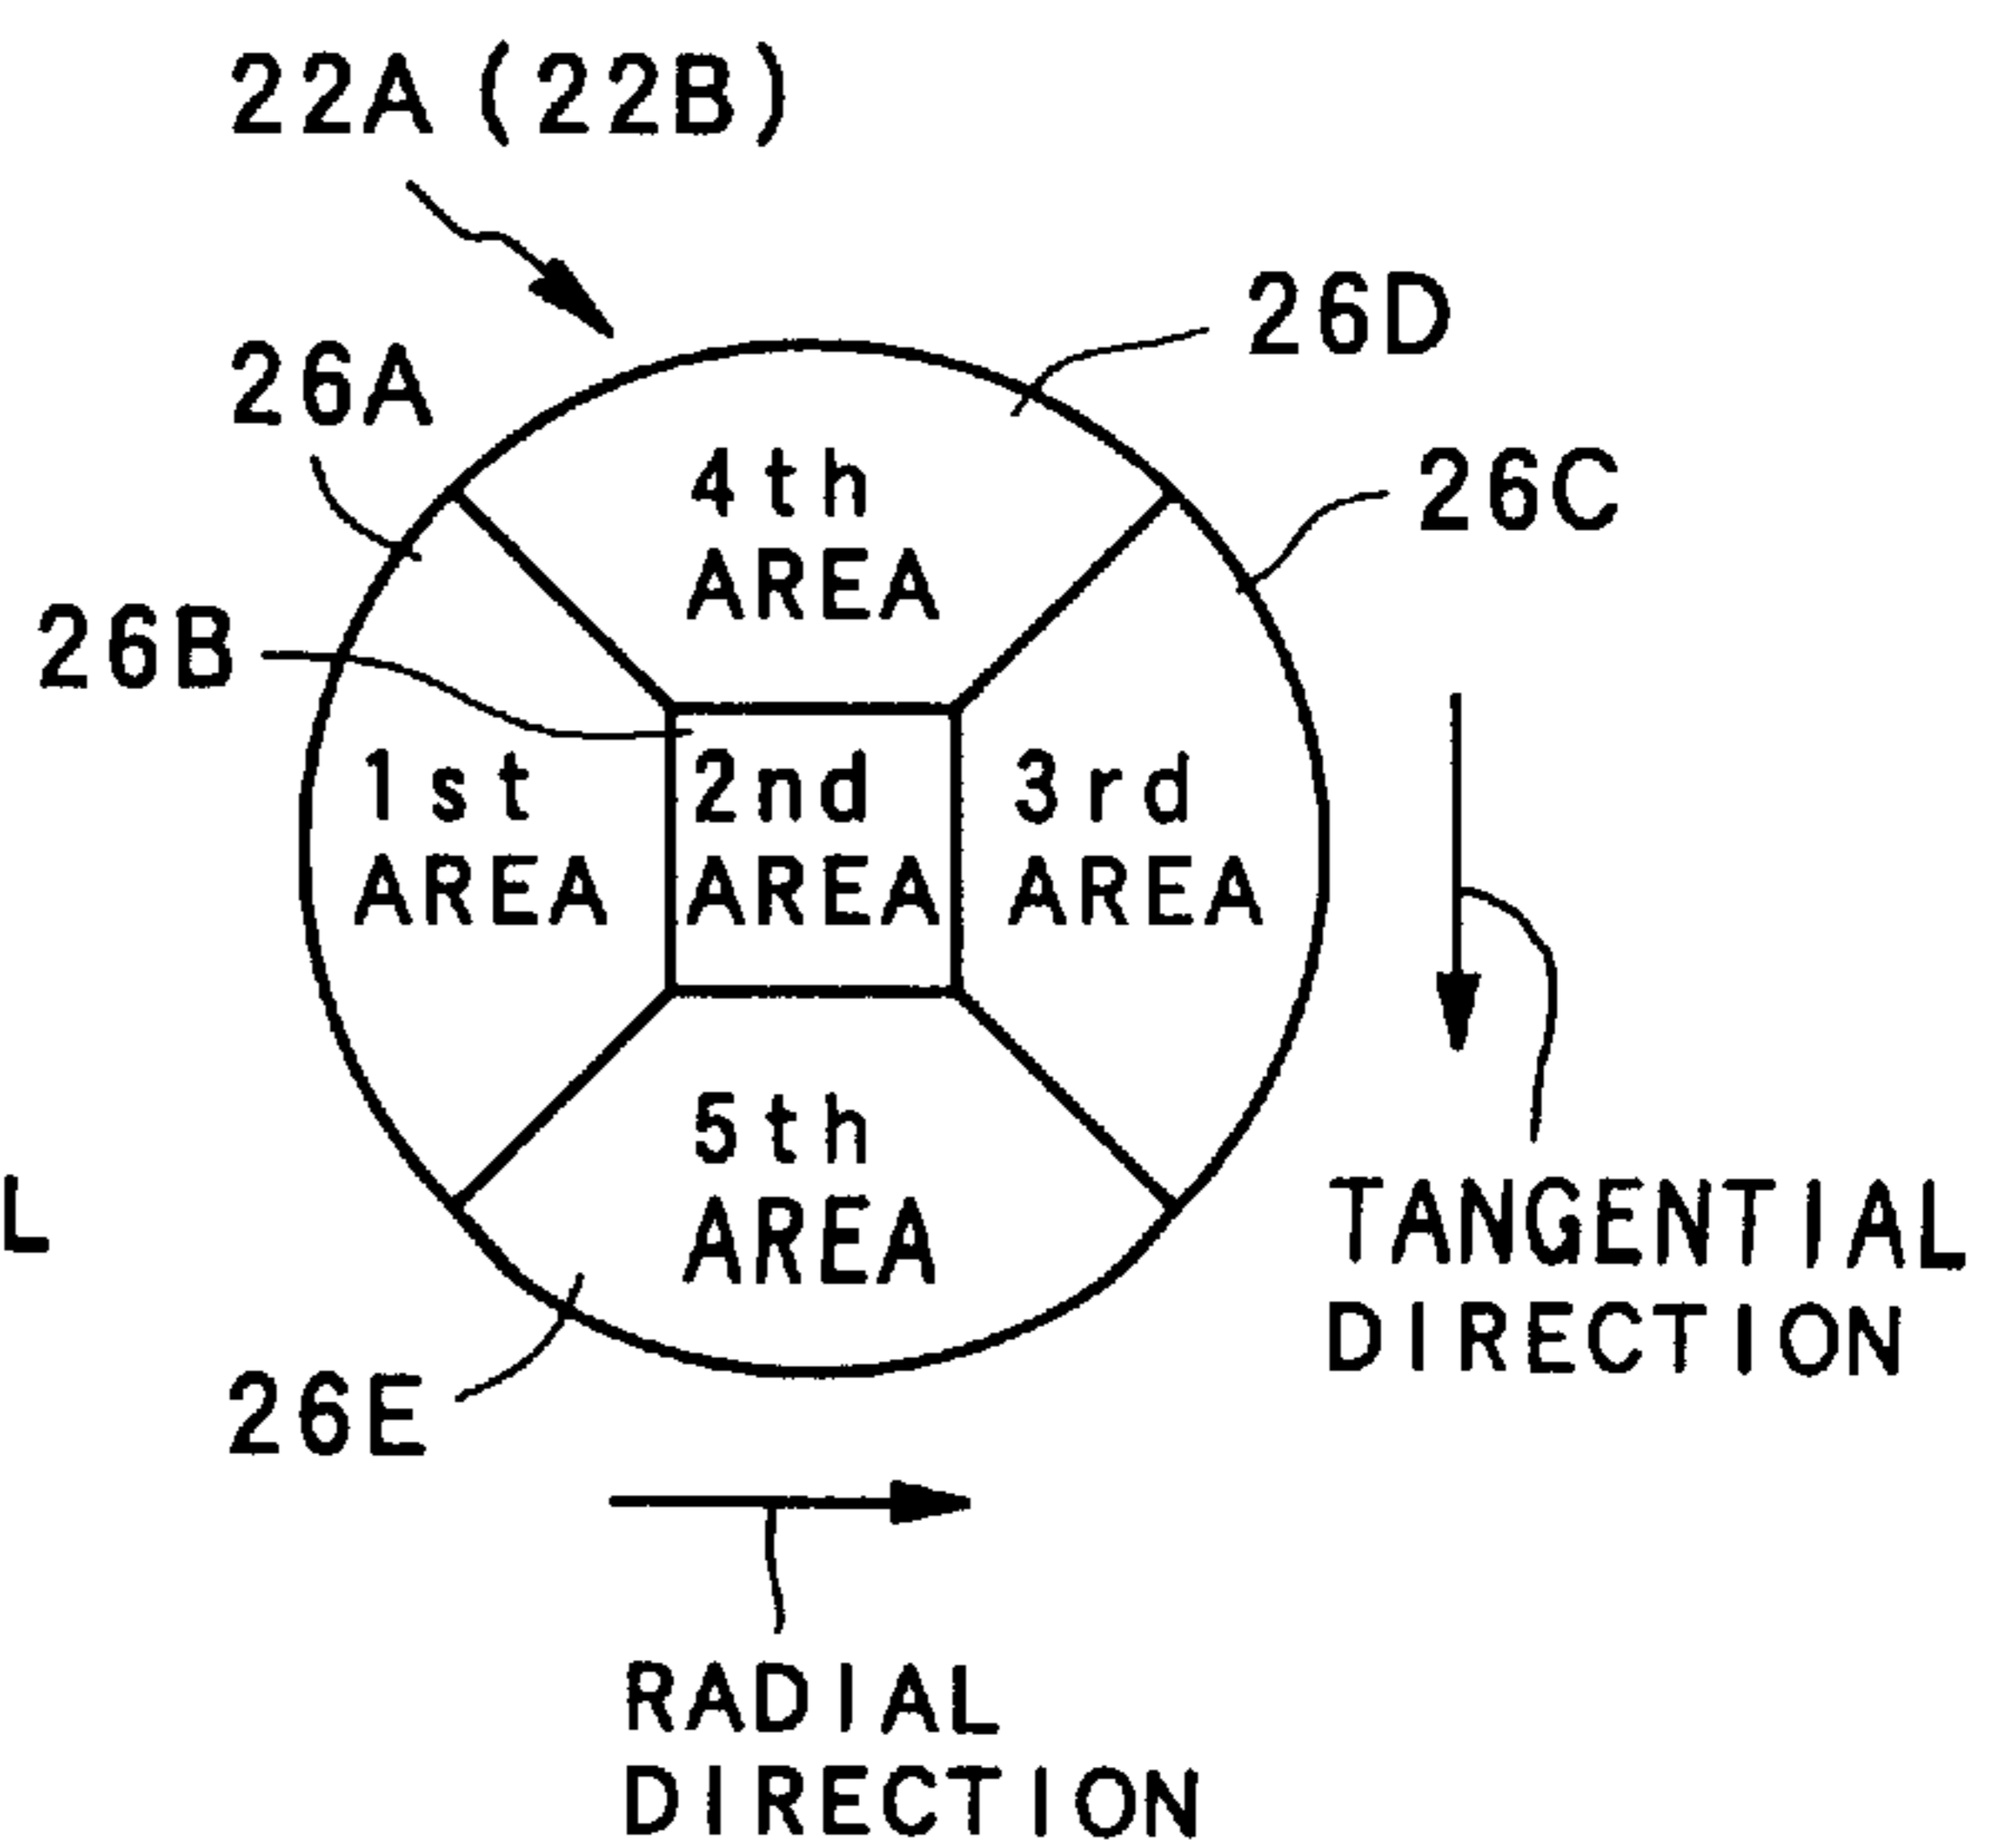 22A(22B)
26D
26A
26C
4th
AREA
26B
1st
AREA
2nd
AREA
3rd
AREA
5th
AREA
L
TANGENTIAL
DIRECTION
26E
RADIAL
DIRECTION